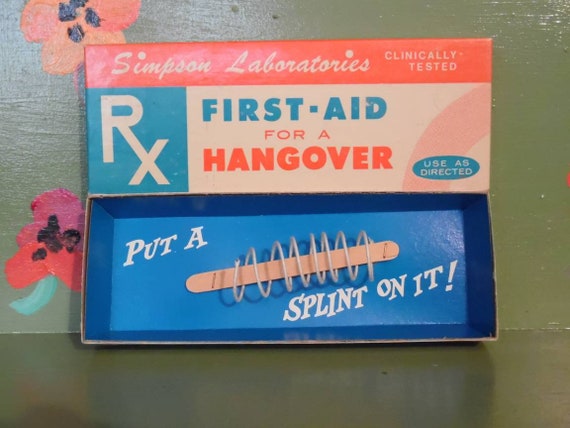 Simpson Laboratories
CLINICALLY
TESTED
Rx
FIRST-AID
FOR A
HANGOVER
USE AS
DIRECTED
PUT A
SPLINT ON IT!